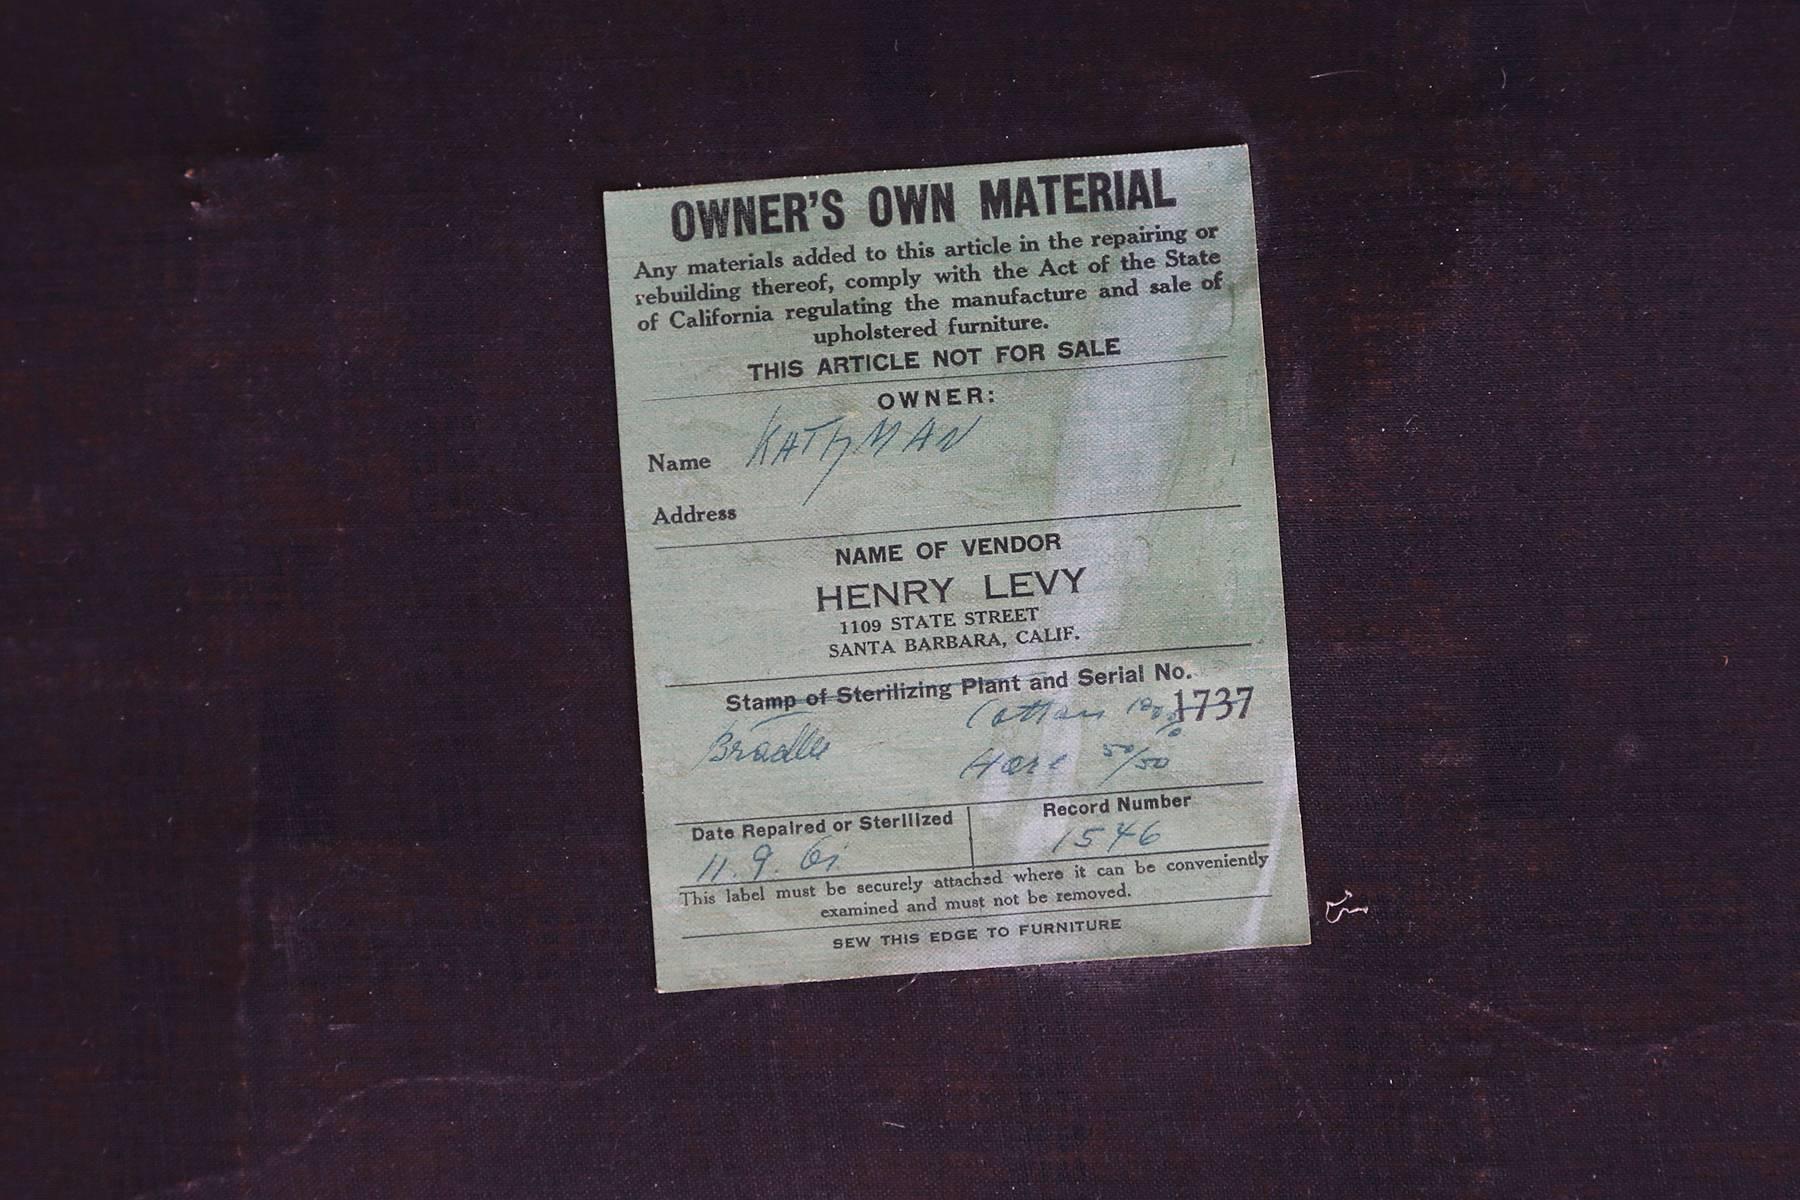 OWNER'S OWN MATERIAL
Any materials added to this article in the repairing or
rebuilding thereof, comply with the Act of the State
of California regulating the manufacture and sale of
upholstered furniture.
THIS ARTICLE NOT FOR SALE
OWNER:
Name
Address
NAME OF VENDOR
HENRY LEVY
1109 STATE STREET
SANTA BARBARA, CALIF.
Stamp of Sterilizing Plant and Serial No.
1737
Cotton
50/50
Date Repaired or Sterilized
Record Number
11. 9. 61
1546
This label must be securely attached where it can be conveniently
examined and must not be removed.
SEW THIS EDGE TO FURNITURE